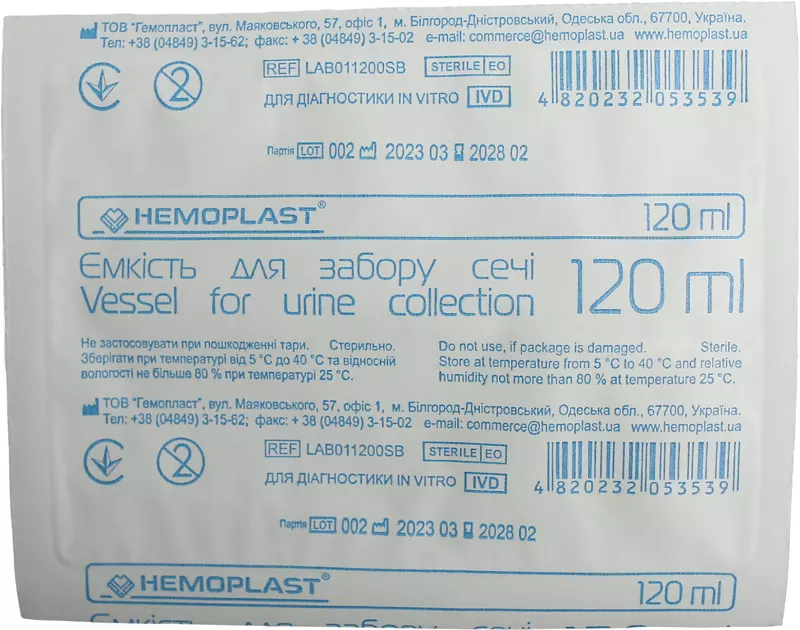 ТОВ "Гемопласт", вул. Маяковського, 57, офіс 1, м. Білгород-Дністровський, Одеська обл., 67700, Україна.
Тел: +38 (04849) 3-15-62; факс: + 38 (04849) 3-15-02 e-mail: commerce@hemoplast.ua www.hemoplast.ua
REF LAB011200SB STERILE EO
2
ДЛЯ ДІАГНОСТИКИ IN VITRO IVD
4 820232 053539
Партія LOT 002 2023 03 2028 02
HEMOPLAST® 120 ml
Ємкість для забору сечі 120 ml
Vessel for urine collection
Не застосовувати при пошкодженні тари. Стерильно.
Зберігати при температурі від 5 °C до 40 °C та відносній
вологості не більше 80 % при температурі 25 °C.
Do not use, if package is damaged. Sterile.
Store at temperature from 5 °C to 40 °C and relative
humidity not more than 80 % at temperature 25 °C.
ТОВ "Гемопласт", вул. Маяковського, 57, офіс 1, м. Білгород-Дністровський, Одеська обл., 67700, Україна.
Тел: +38 (04849) 3-15-62; факс: + 38 (04849) 3-15-02 e-mail: commerce@hemoplast.ua www.hemoplast.ua
REF LAB011200SB STERILE EO
2
ДЛЯ ДІАГНОСТИКИ IN VITRO IVD
4 820232 053539
Партія LOT 002 2023 03 2028 02
HEMOPLAST® 120 ml
Ємкість для забору сечі